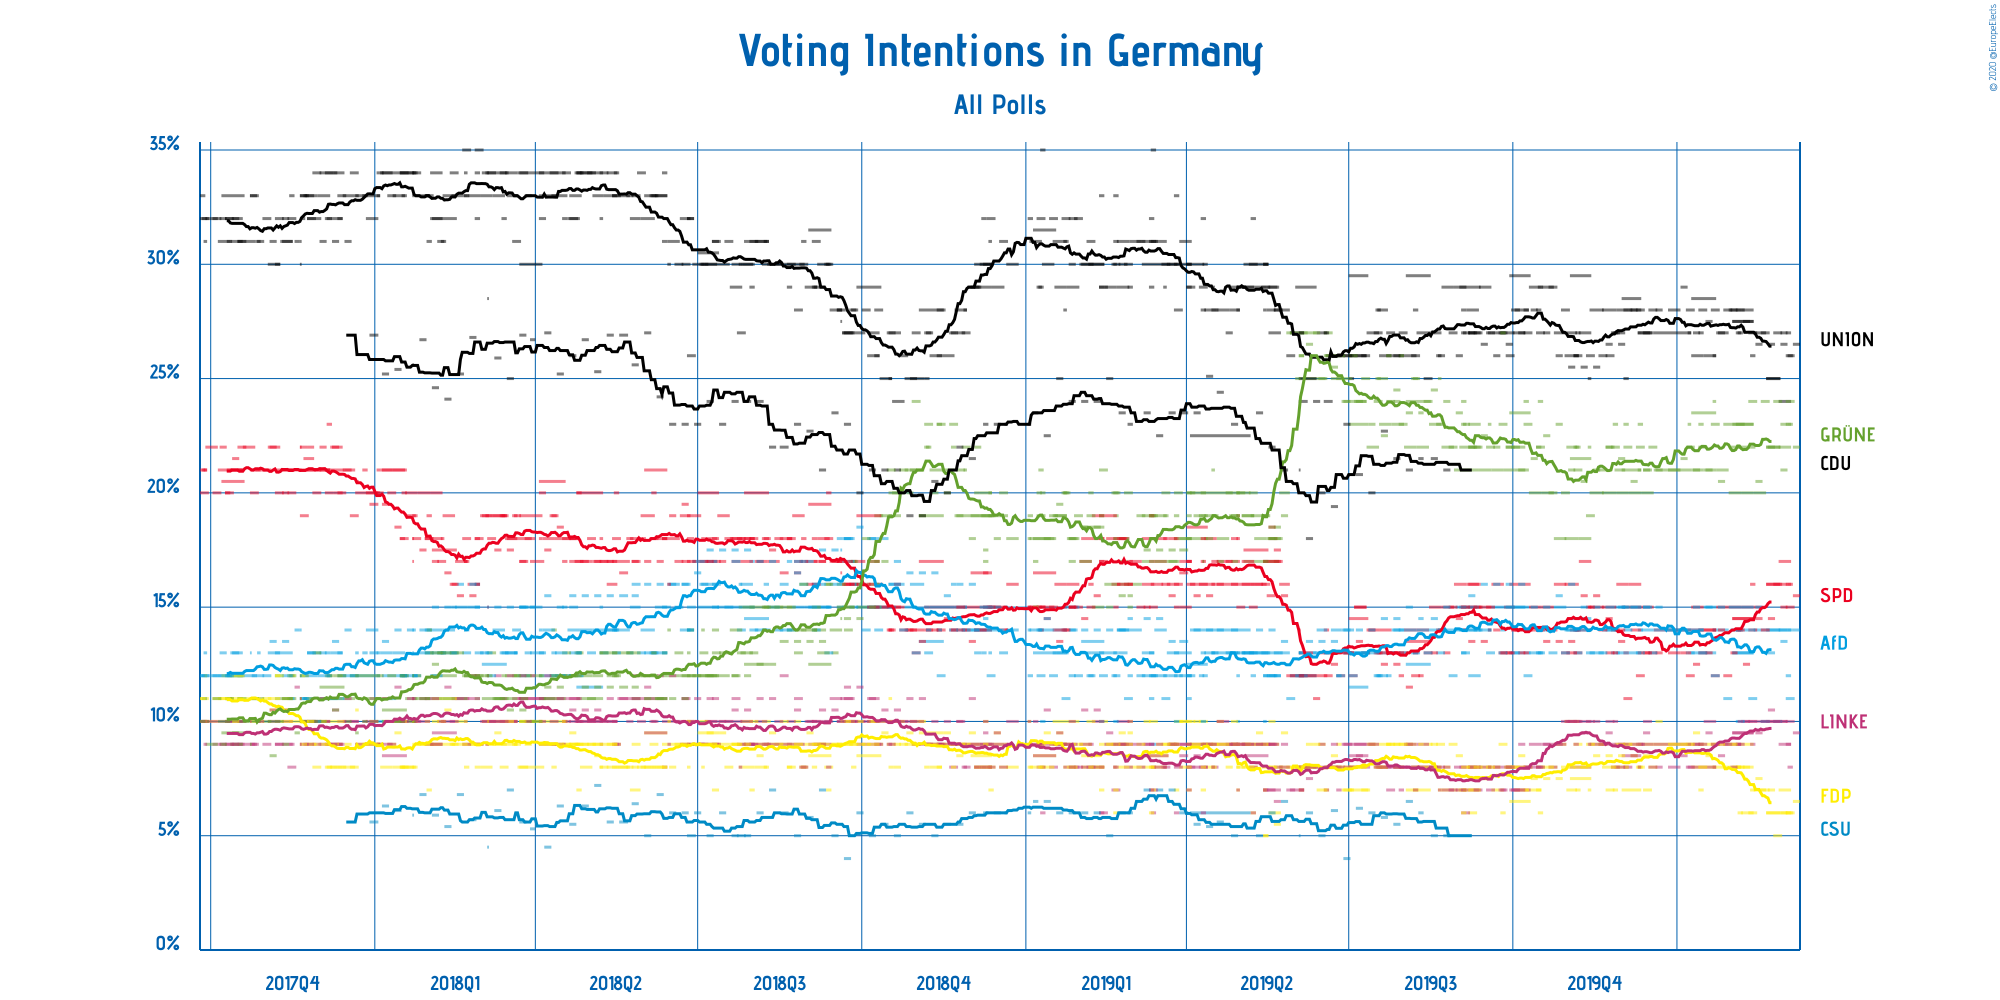 © 2020 @EuropeElects
Voting Intentions in Germany
All Polls
35%
30%
25%
20%
15%
10%
5%
0%
UNION
GRÜNE
CDU
SPD
AfD
LINKE
FDP
CSU
2017Q4 2018Q1 2018Q2 2018Q3 2018Q4 2019Q1 2019Q2 2019Q3 2019Q4